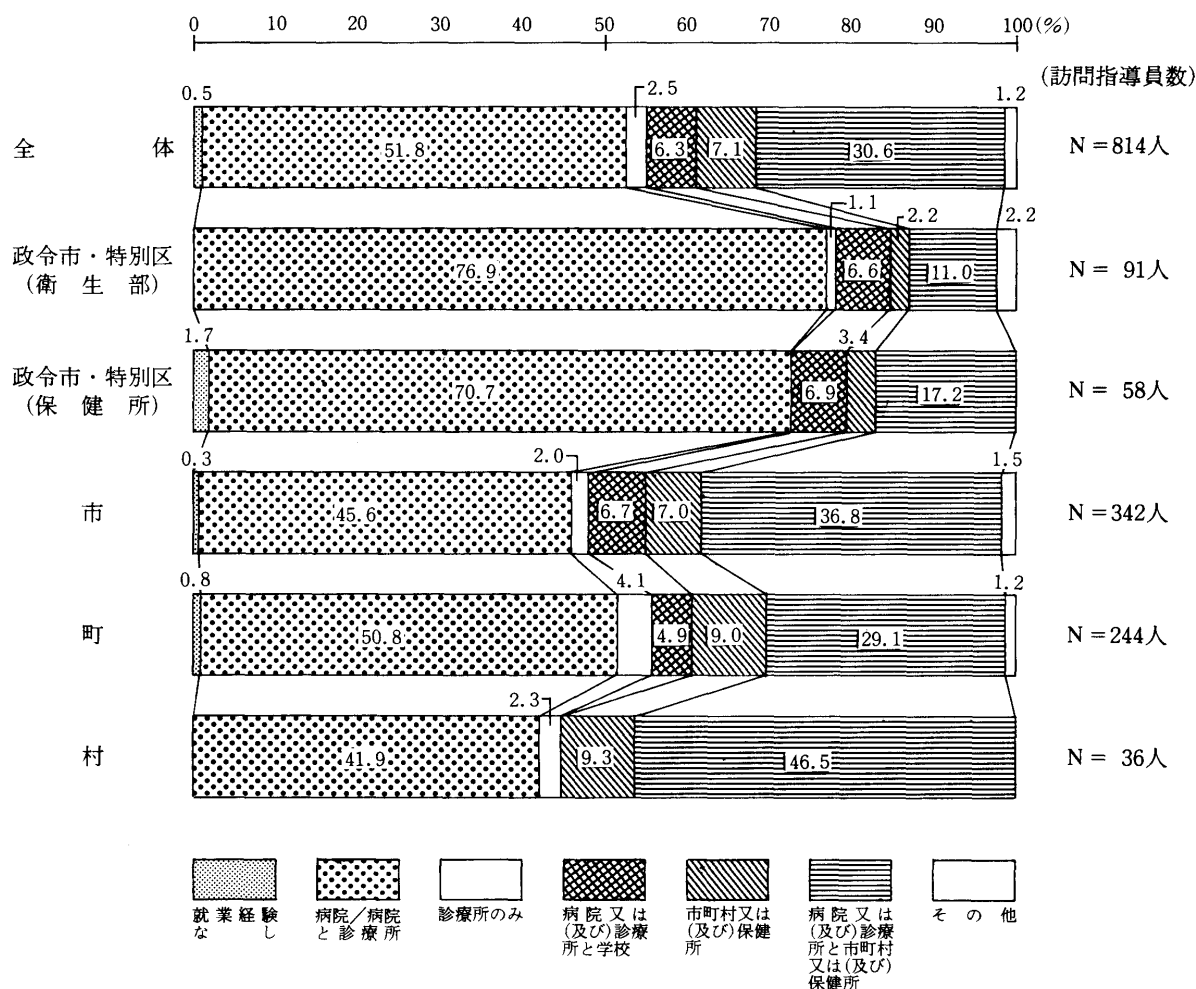 0 10 20 30 40 50 60 70 80 90 100(%)
(訪問指導員数)
0.5 2.5 1.2
全体 51.8 6.3 7.1 30.6 N=814人
1.1 2.2 2.2
政令市・特別区
(衛生部) 76.9 6.6 11.0 N= 91人
1.7 3.4
政令市・特別区
(保健所) 70.7 6.9 17.2 N= 58人
0.3 2.0 1.5
市 45.6 6.7 7.0 36.8 N=342人
0.8 4.1 1.2
町 50.8 4.9 9.0 29.1 N=244人
2.3
村 41.9 9.3 46.5 N= 36人
就業経験
なし
病院/病院
と診療所
診療所のみ
病院又は
(及び)診療
所と学校
市町村又は
(及び)保健
所
病院又は
(及び)診療
所と市町村
又は(及び)
保健所
その他